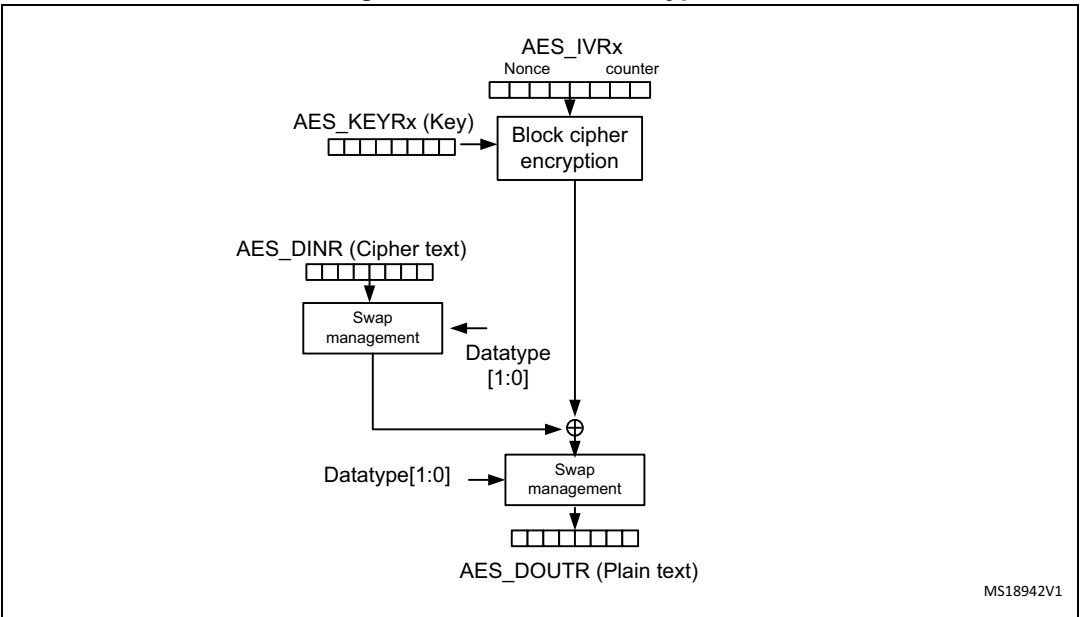 AES_IVRx
Nonce counter
AES_KEYRx (Key)
Block cipher
encryption
AES_DINR (Cipher text)
Swap
management
Datatype
[1:0]
Datatype[1:0]
Swap
management
AES_DOUTR (Plain text)
MS18942V1